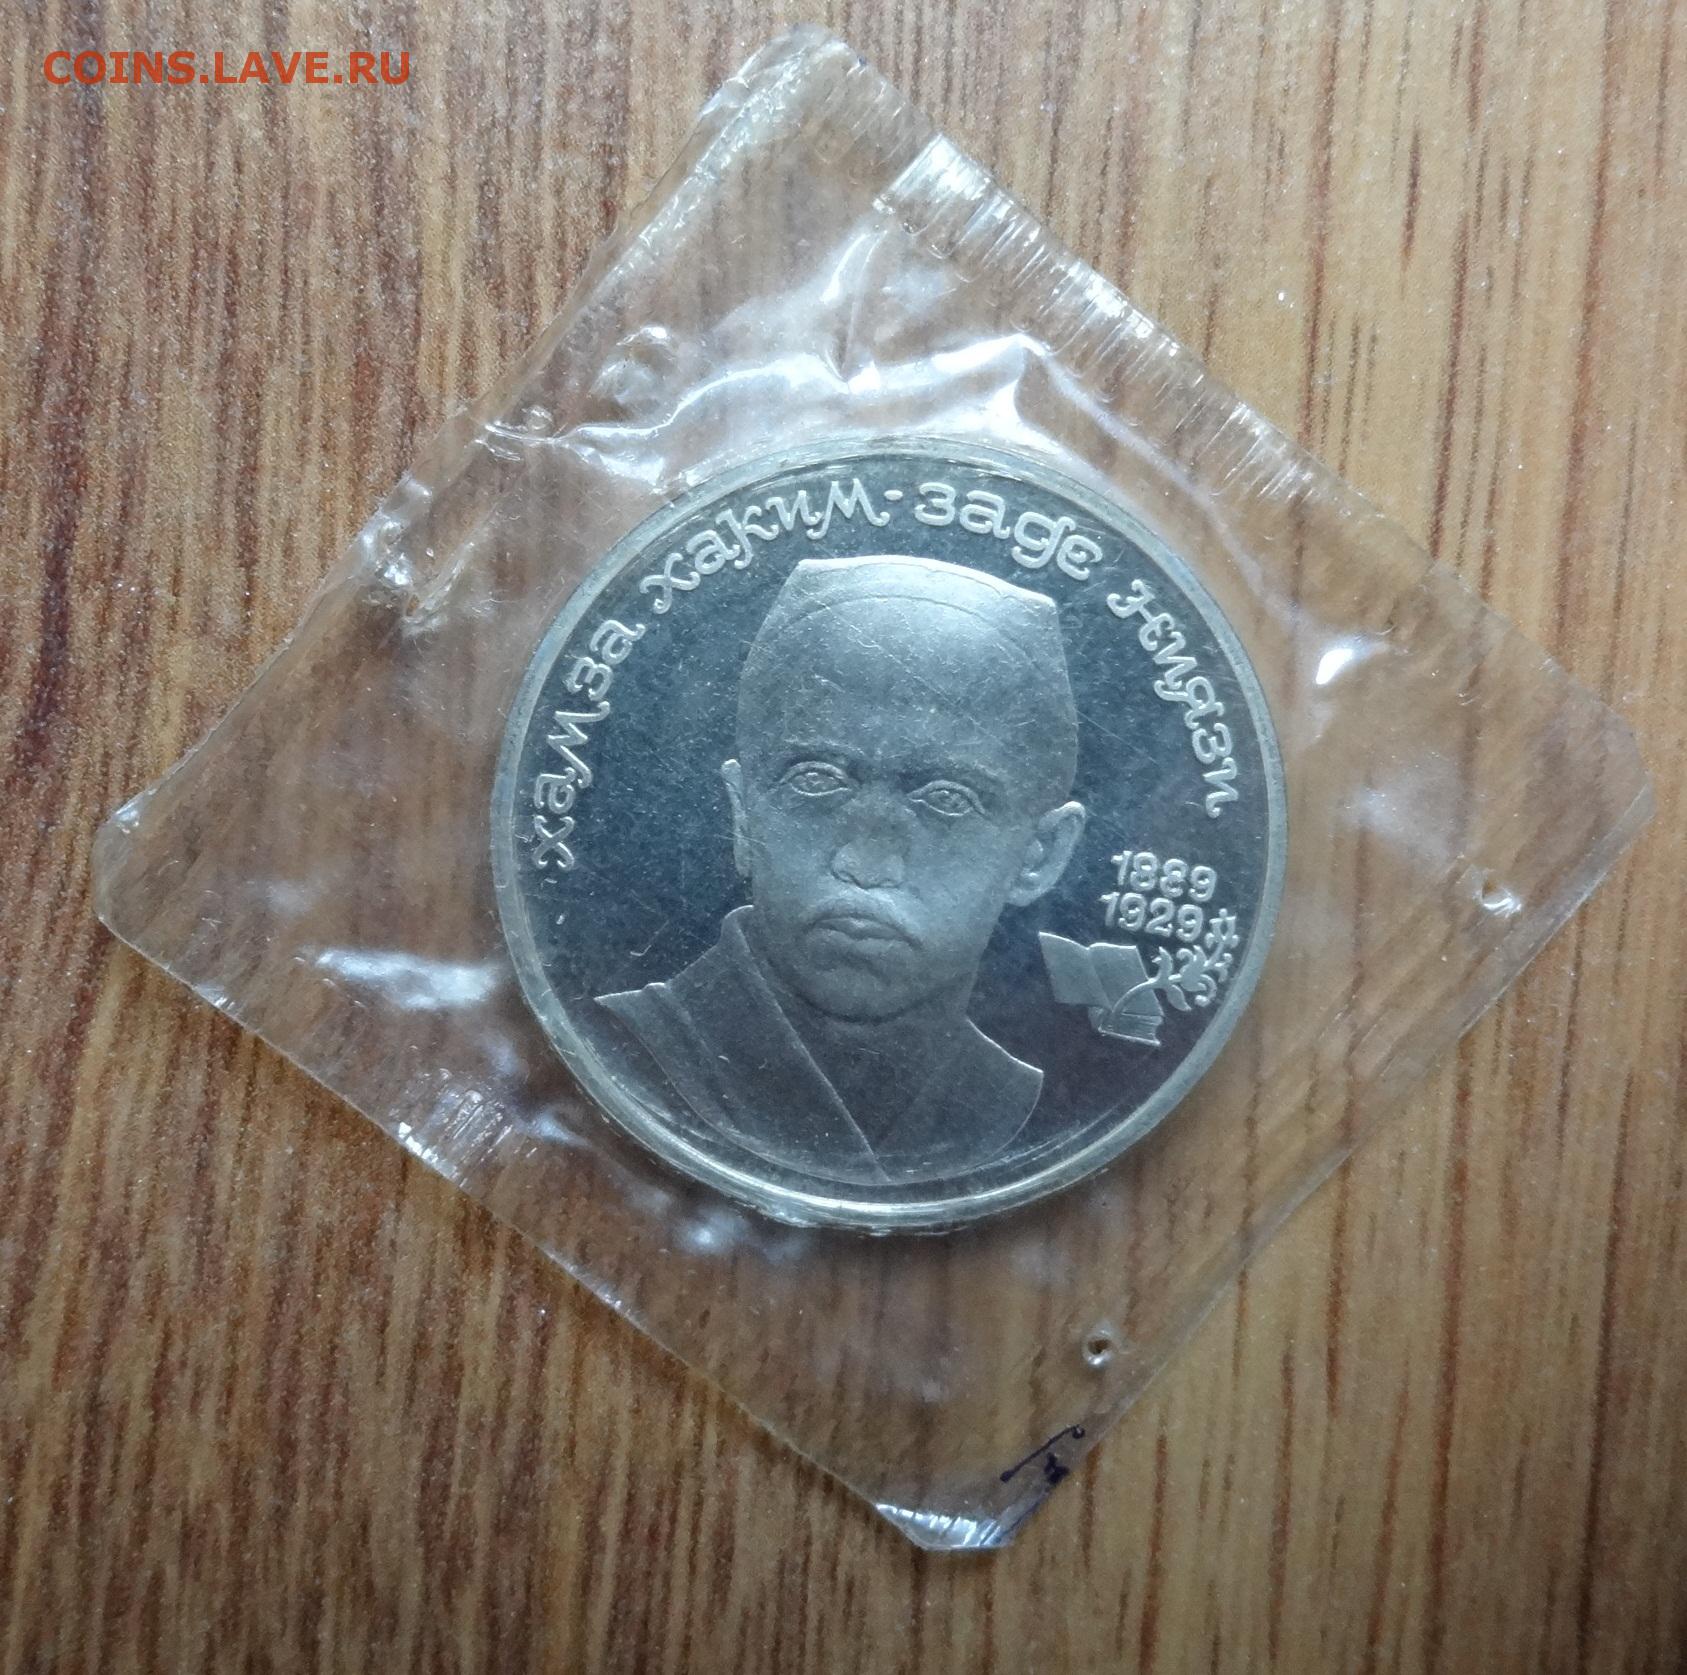 COINS.LAVE.RU
хамза хаким-заде ниязи
1889
1929